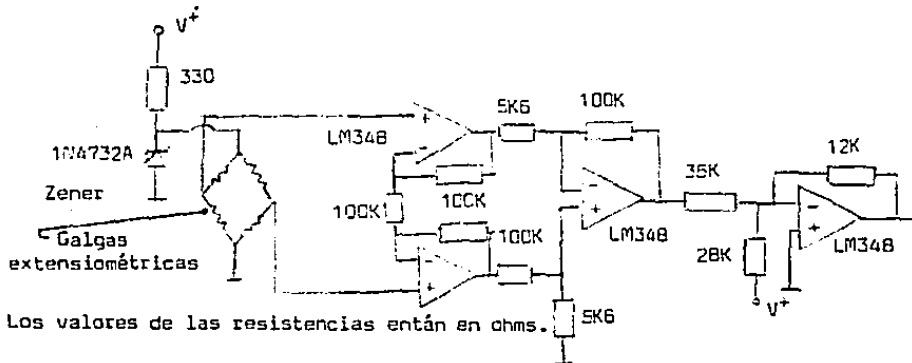 V+
330
1N4732A
Zener
Galgas
extensiométricas
LM348
5K6
100K
100K
100K
100K
5K6
LM348
35K
28K
V+
12K
LM348
Los valores de las resistencias entán en ohms.